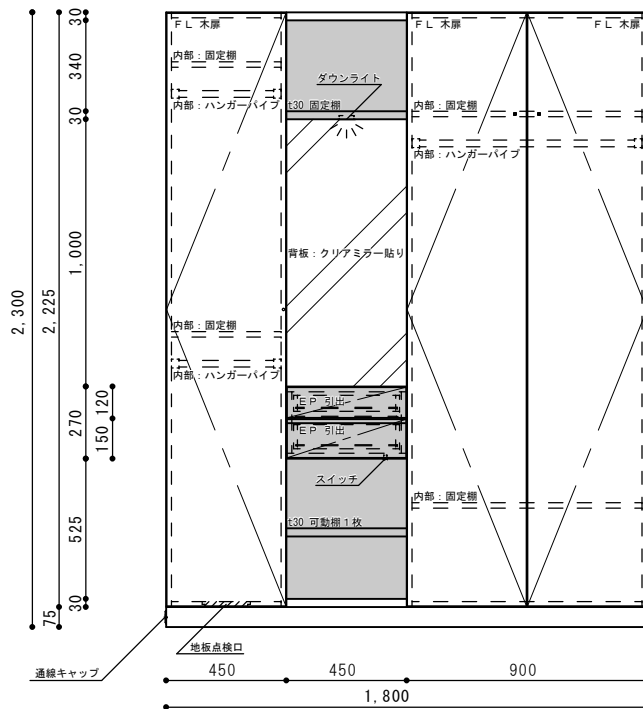 ＦＬ 木扉
ＦＬ 木扉
ＦＬ 木扉
内部：固定棚
ダウンライト
内部：ハンガーパイプ
t30 固定棚
内部：固定棚
内部：ハンガーパイプ
背板：クリアミラー貼り
内部：固定棚
内部：ハンガーパイプ
ＥＰ 引出
ＥＰ 引出
スイッチ
内部：固定棚
t30 可動棚１枚
地板点検口
通線キャップ
30
340
30
1,000
270
525
30
120
150
2,300
2,225
75
450
450
900
1,800